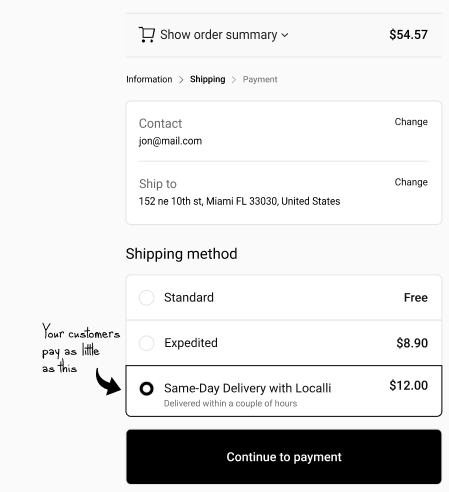 Show order summary $54.57
Information > Shipping > Payment
Contact Change
jon@mail.com
Ship to Change
152 ne 10th st, Miami FL 33030, United States
Shipping method
Standard Free
Expedited $8.90
Your customers
pay as little
as this
Same-Day Delivery with Localli $12.00
Delivered within a couple of hours
Continue to payment